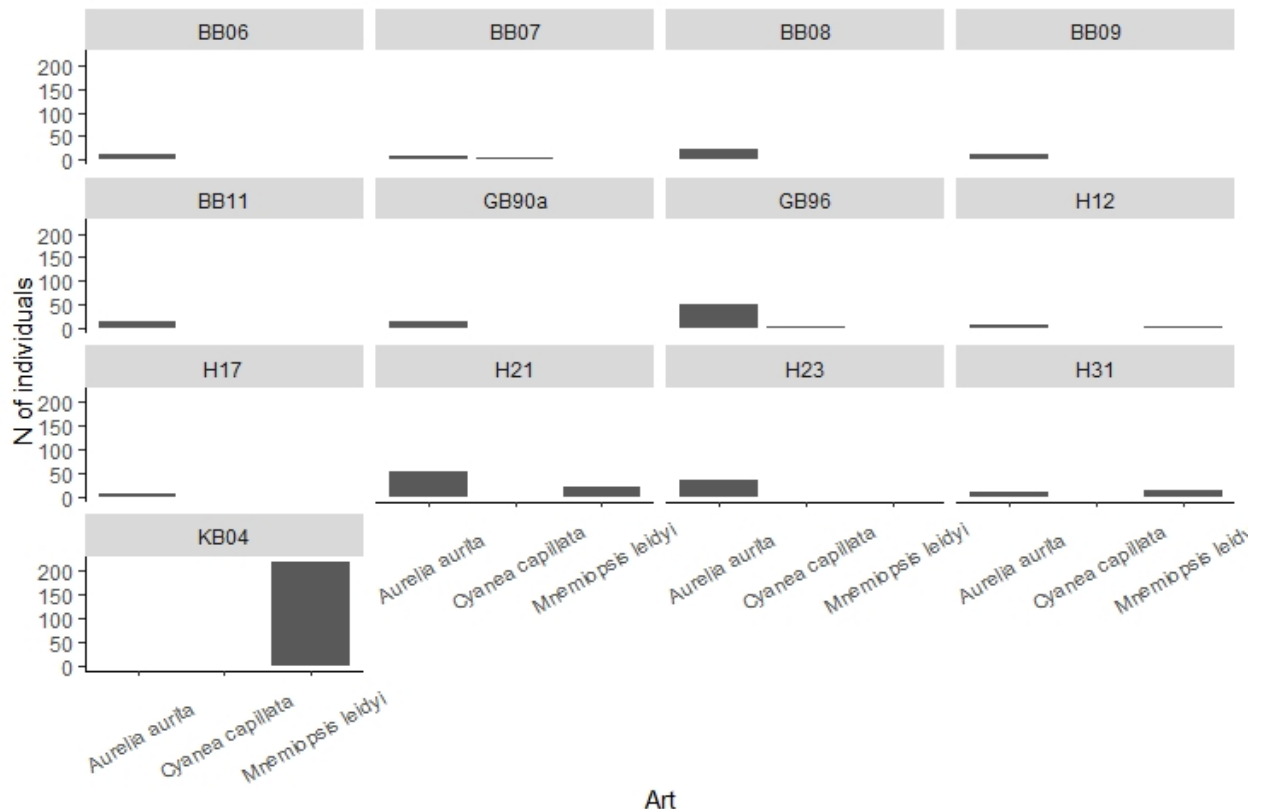 BB06 BB07 BB08 BB09
200
150
100
50
0
BB11 GB90a GB96 H12
200
150
100
50
0
H17 H21 H23 H31
200
150
100
50
0
KB04
200
150
100
50
0
N of individuals
Aurelia aurita Cyanea capillata Mnemiopsis leidyi
Aurelia aurita Cyanea capillata Mnemiopsis leidyi
Aurelia aurita Cyanea capillata Mnemiopsis leidy
Aurelia aurita Cyanea capillata Mnemiopsis leidyi
Art